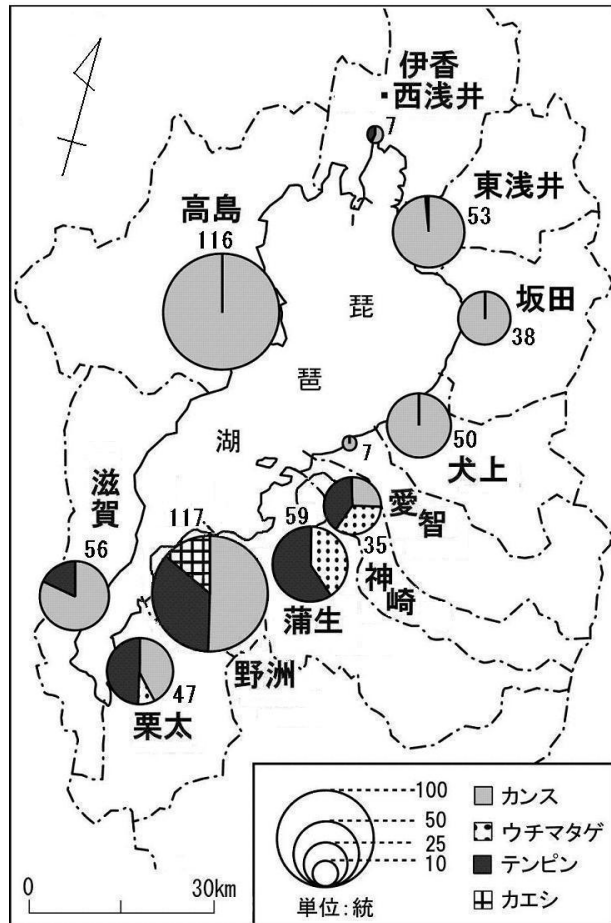 伊香
西浅井
7
東浅井
53
高島
116
坂田
38
琵
琶
湖
50
犬上
7
愛智
35
神崎
滋賀
56
117
59
蒲生
野洲
47
栗太
100
50
25
10
単位:統
カンス
ウチマタゲ
テンピン
カエシ
0
30km